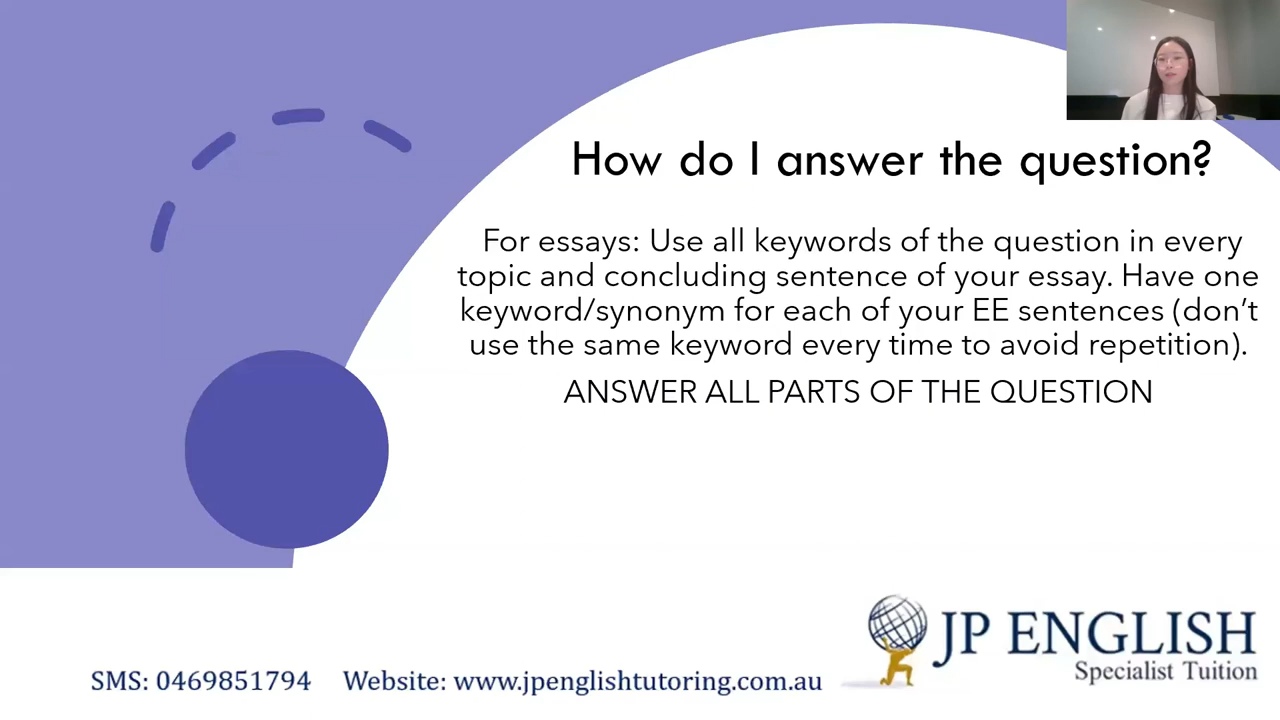 How do I answer the question?
For essays: Use all keywords of the question in every
topic and concluding sentence of your essay. Have one
keyword/synonym for each of your EE sentences (don’t
use the same keyword every time to avoid repetition).
ANSWER ALL PARTS OF THE QUESTION
JP ENGLISH
Specialist Tuition
SMS: 0469851794 Website: www.jpenglishtutoring.com.au